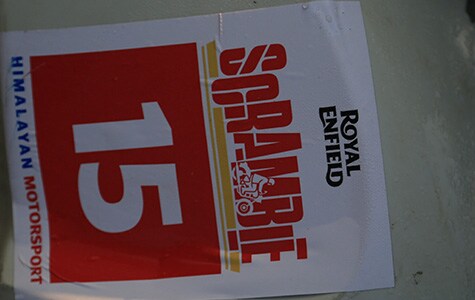 ROYAL
ENFIELD
SCRAMBLE
15
HIMALAYAN MOTORSPORT